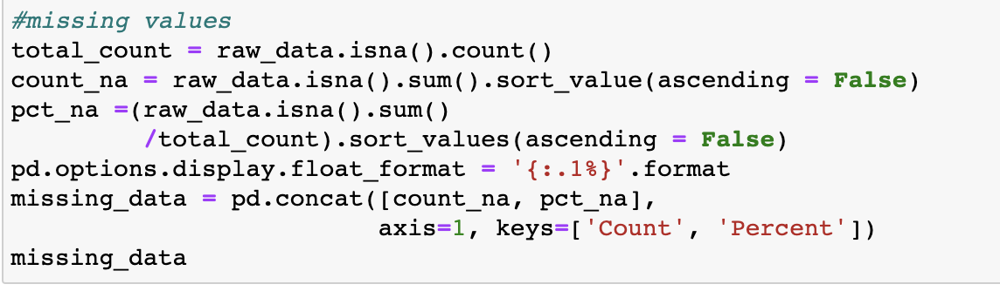 #missing values
total_count = raw_data.isna().count()
count_na = raw_data.isna().sum().sort_value(ascending = False)
pct_na =(raw_data.isna().sum()
         /total_count).sort_values(ascending = False)
pd.options.display.float_format = '{:.1%}'.format
missing_data = pd.concat([count_na, pct_na],
                         axis=1, keys=['Count', 'Percent'])
missing_data